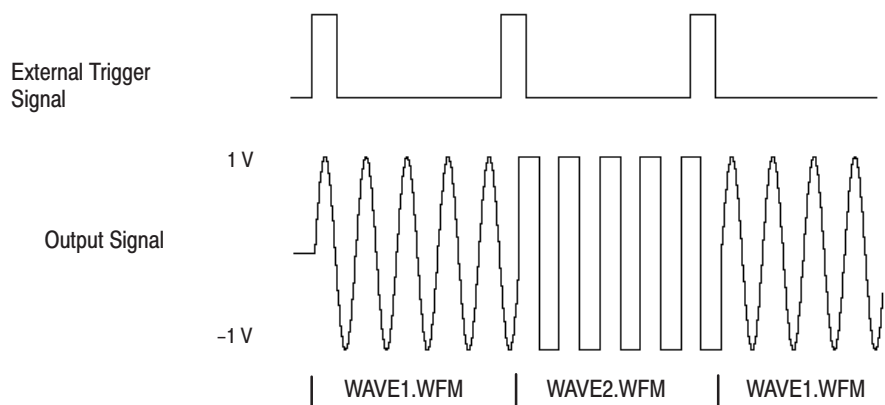 External Trigger
Signal
1 V
Output Signal
–1 V
WAVE1.WFM
WAVE2.WFM
WAVE1.WFM